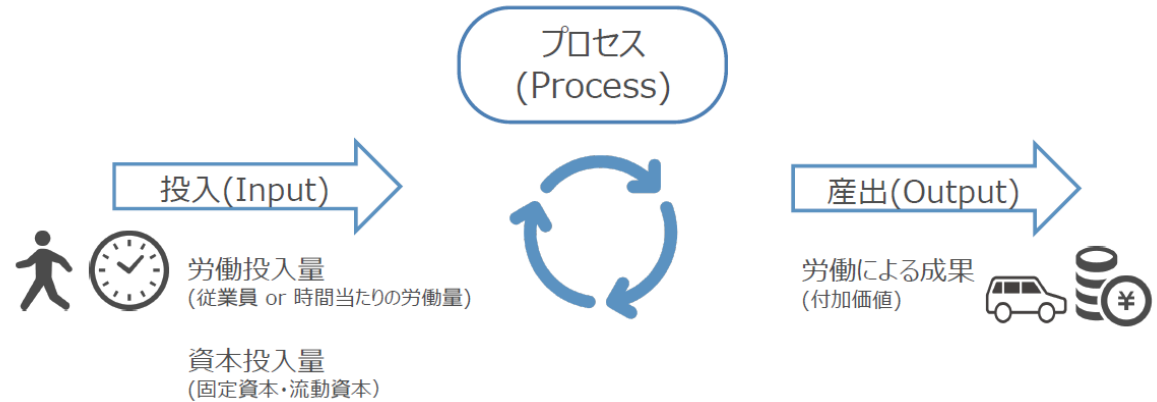 プロセス
(Process)
投入(Input)
産出(Output)
労働投入量
(従業員 or 時間当たりの労働量)
資本投入量
(固定資本・流動資本)
労働による成果
(付加価値)
¥